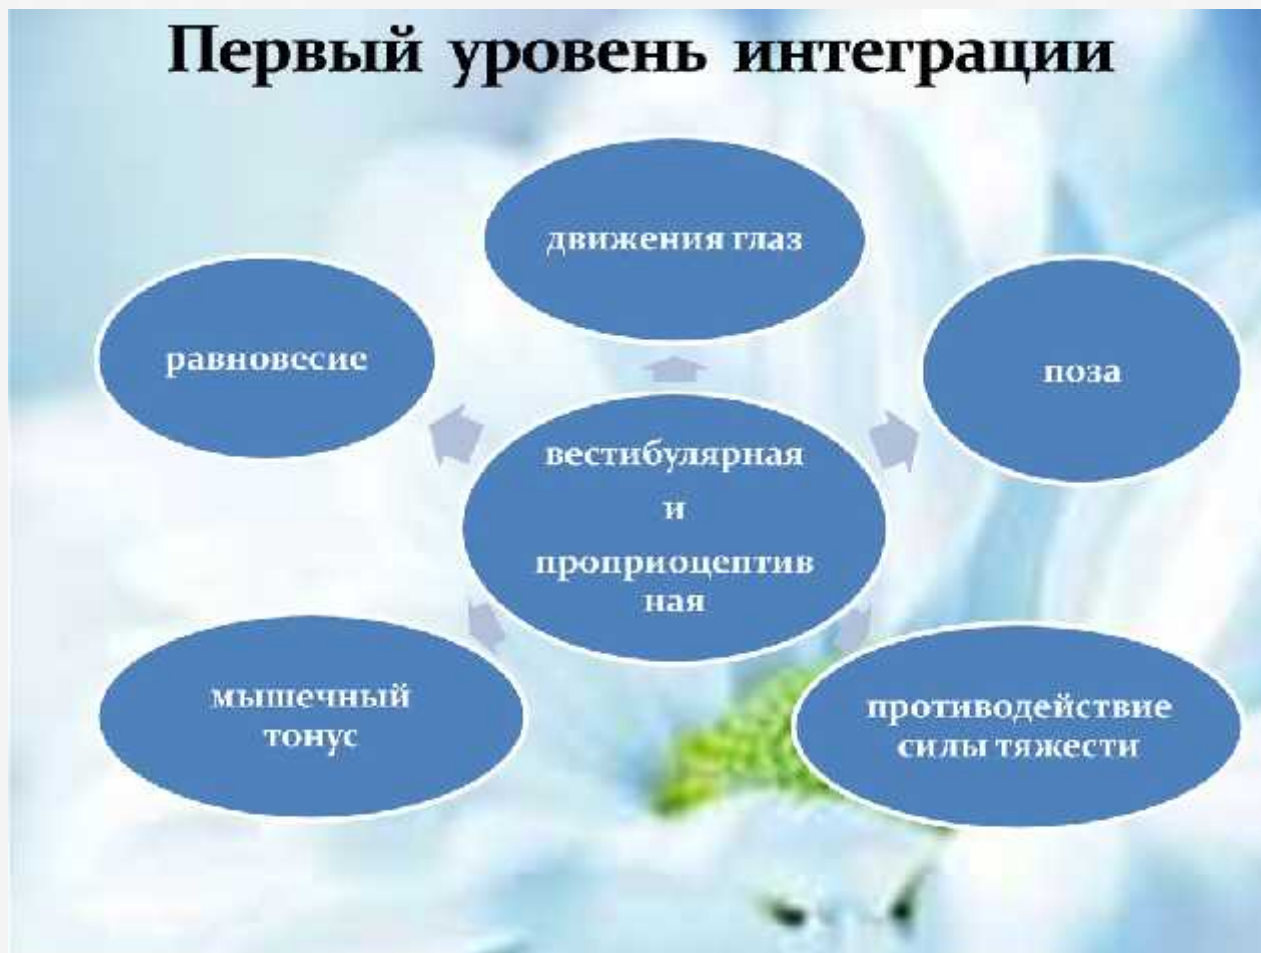 Первый уровень интеграции
движения глаз
равновесие
поза
вестибулярная
и
проприоцептив
ная
мышечный
тонус
противодействие
силы тяжести